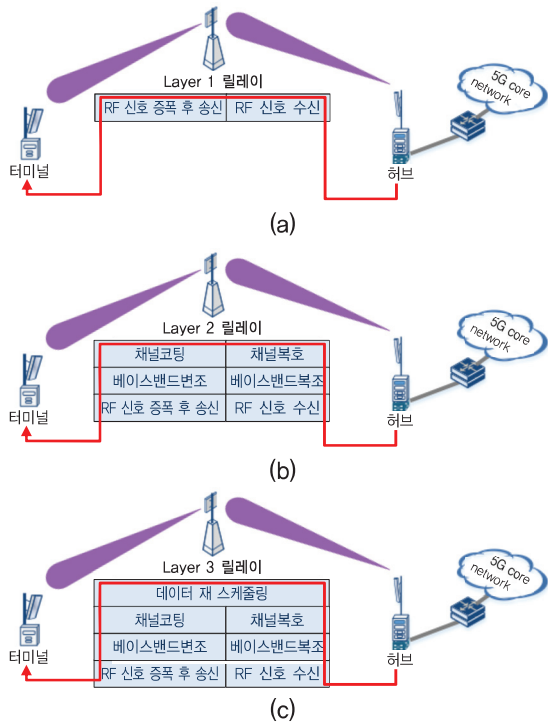 Layer 1 릴레이
RF 신호 증폭 후 송신 RF 신호 수신
5G core
network
터미널
허브
(a)
Layer 2 릴레이
채널코팅 채널복호
베이스밴드변조 베이스밴드복조
RF 신호 증폭 후 송신 RF 신호 수신
5G core
network
터미널
허브
(b)
Layer 3 릴레이
데이터 재 스케줄링
채널코팅 채널복호
베이스밴드변조 베이스밴드복조
RF 신호 증폭 후 송신 RF 신호 수신
5G core
network
터미널
허브
(c)